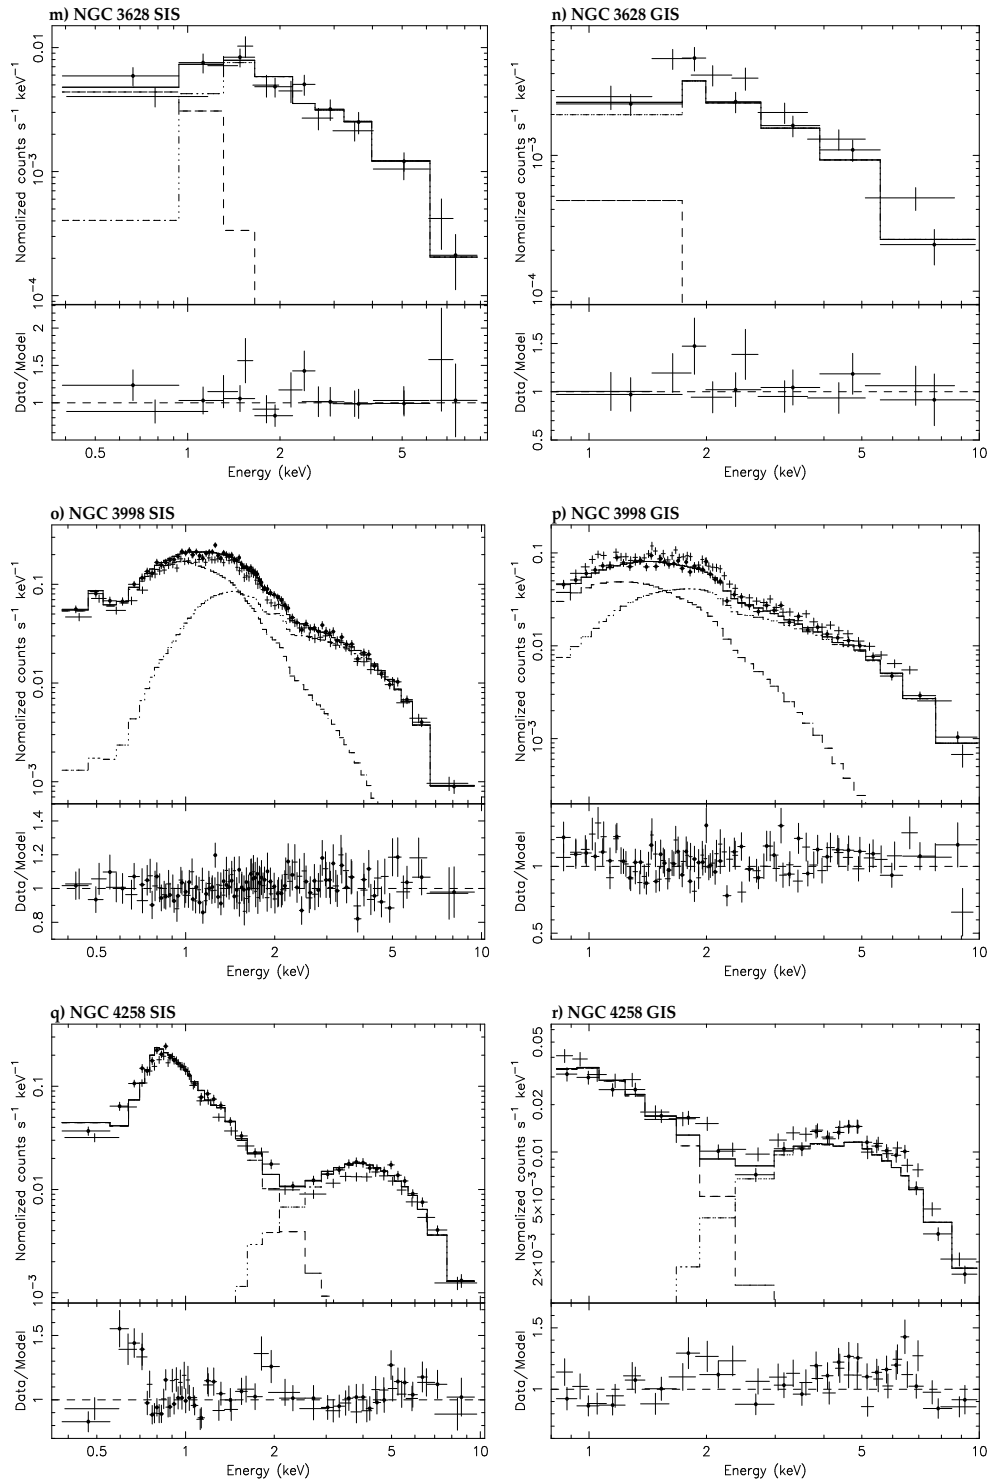 m) NGC 3628 SIS
Normalized counts s⁻¹ keV⁻¹
0.01
10⁻³
10⁻⁴
Data/Model
2
1.5
1
0.5 1 2 5
Energy (keV)
n) NGC 3628 GIS
Normalized counts s⁻¹ keV⁻¹
10⁻³
10⁻⁴
Data/Model
1.5
1
0.5
1 2 5 10
Energy (keV)
o) NGC 3998 SIS
Normalized counts s⁻¹ keV⁻¹
0.1
0.01
10⁻³
Data/Model
1.4
1.2
1
0.8
0.5 1 2 5 10
Energy (keV)
p) NGC 3998 GIS
Normalized counts s⁻¹ keV⁻¹
0.1
0.01
10⁻³
Data/Model
1
0.5
1 2 5 10
Energy (keV)
q) NGC 4258 SIS
Normalized counts s⁻¹ keV⁻¹
0.1
0.01
10⁻³
Data/Model
1.5
1
0.5 1 2 5 10
Energy (keV)
r) NGC 4258 GIS
Normalized counts s⁻¹ keV⁻¹
0.05
0.02
0.01
5×10⁻³
2×10⁻³
Data/Model
1.5
1
1 2 5 10
Energy (keV)